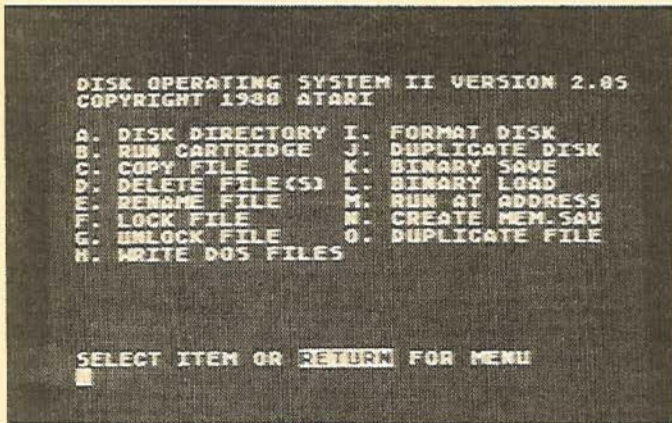 DISK OPERATING SYSTEM II VERSION 2.0S
COPYRIGHT 1980 ATARI
A. DISK DIRECTORY I. FORMAT DISK
B. RUN CARTRIDGE J. DUPLICATE DISK
C. COPY FILE K. BINARY SAVE
D. DELETE FILE(S) L. BINARY LOAD
E. RENAME FILE M. RUN AT ADDRESS
F. LOCK FILE N. CREATE MEM.SAV
G. UNLOCK FILE O. DUPLICATE FILE
H. WRITE DOS FILES
SELECT ITEM OR RETURN FOR MENU